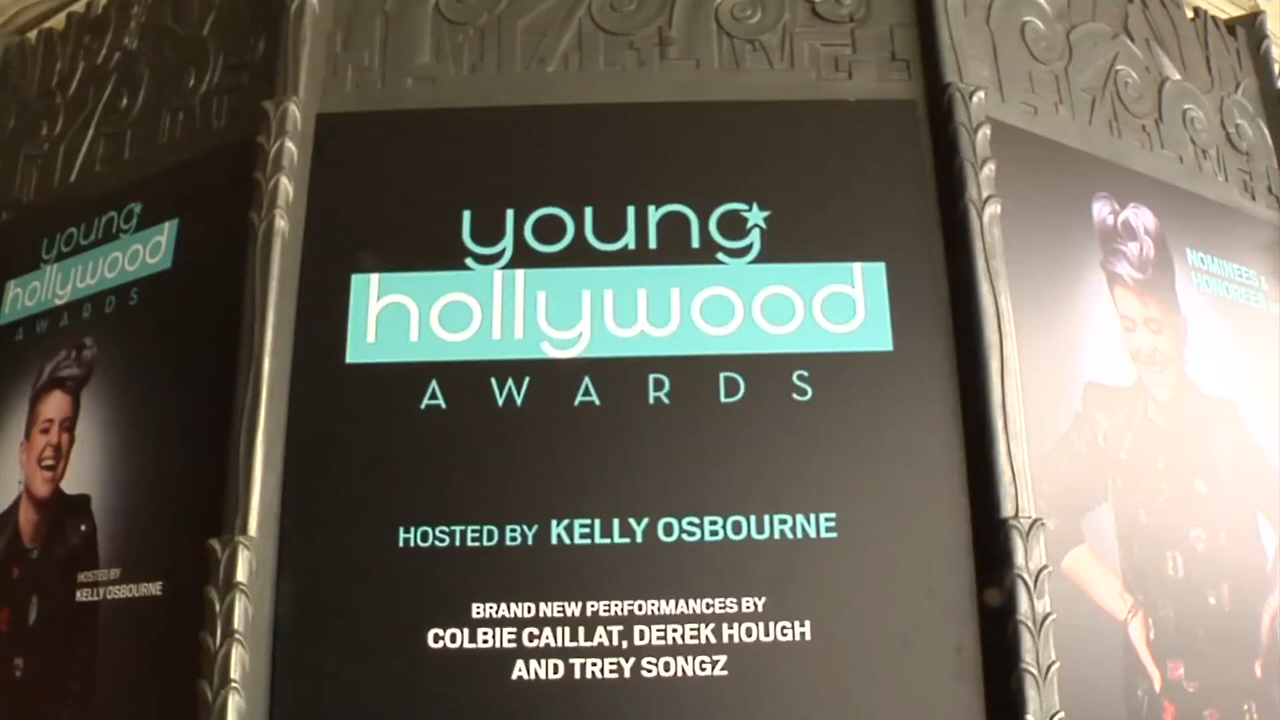 young
hollywood
AWARDS
HOSTED BY
KELLY OSBOURNE
young
hollywood
AWARDS
HOSTED BY KELLY OSBOURNE
BRAND NEW PERFORMANCES BY
COLBIE CAILLAT, DEREK HOUGH
AND TREY SONGZ
NOMINEES &
HONOREES